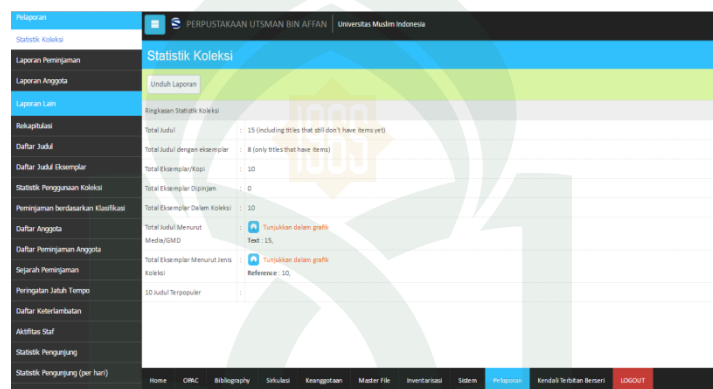 Pelaporan
Statistik Koleksi
Laporan Peminjaman
Laporan Anggota
Laporan Lain
Rekapitulasi
Daftar Judul
Daftar Judul Eksemplar
Statistik Penggunaan Koleksi
Peminjaman berdasarkan Klasifikasi
Daftar Anggota
Daftar Peminjaman Anggota
Sejarah Peminjaman
Peringatan Jatuh Tempo
Daftar Keterlambatan
Aktifitas Staf
Statistik Pengunjung
Statistik Pengunjung (per hari)
PERPUSTAKAAN UTSMAN BIN AFFAN Universitas Muslim Indonesia
Statistik Koleksi
Unduh Laporan
Ringkasan Statistik Koleksi
Total Judul : 15 (including titles that still don't have items yet)
Total Judul dengan eksemplar : 8 (only titles that have items)
Total Eksemplar/Kopi : 10
Total Eksemplar Dipinjam : 0
Total Eksemplar Dalam Koleksi : 10
Total Judul Menurut : Tunjukkan dalam grafik
Media/GMD Text : 15,
Total Eksemplar Menurut Jenis : Tunjukkan dalam grafik
Koleksi Reference : 10,
10 Judul Terpopuler :
Home OPAC Bibliography Sirkulasi Keanggotaan Master File Inventarisasi Sistem Pelaporan Kendali Terbitan Berseri LOGOUT